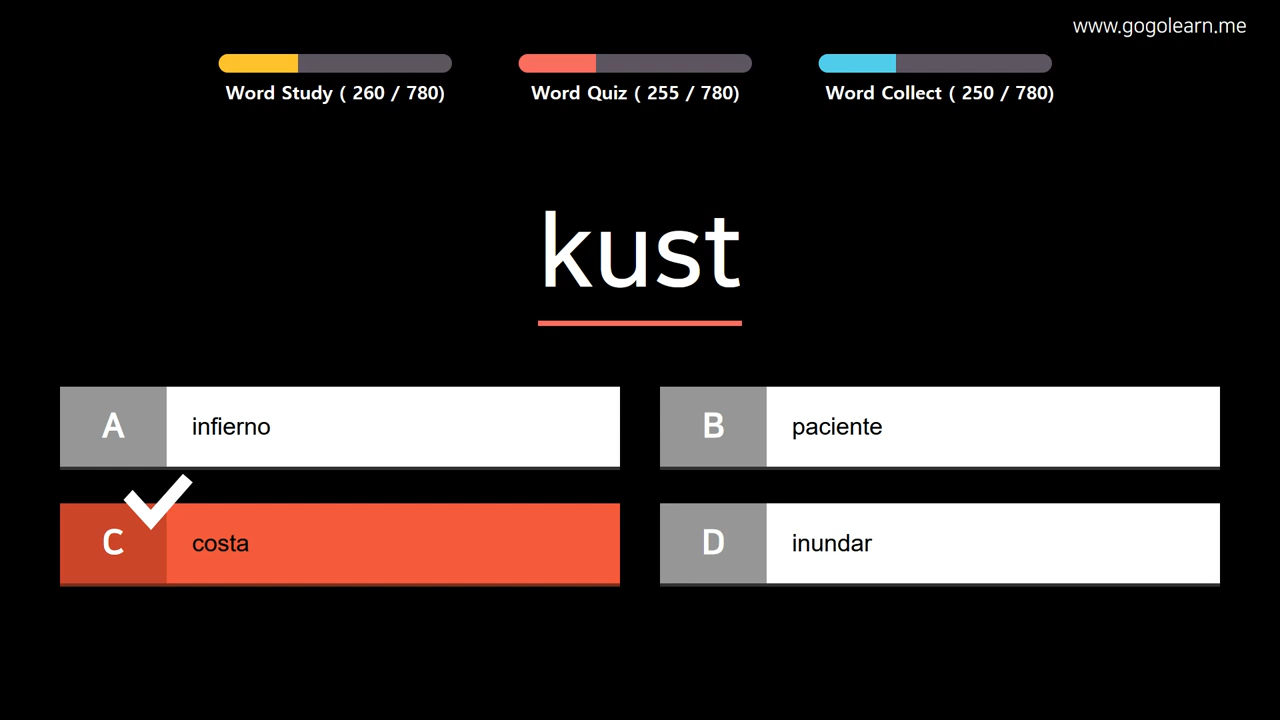 www.gogolearn.me
Word Study ( 260 / 780)
Word Quiz ( 255 / 780)
Word Collect ( 250 / 780)
kust
A infierno
B paciente
C costa
D inundar